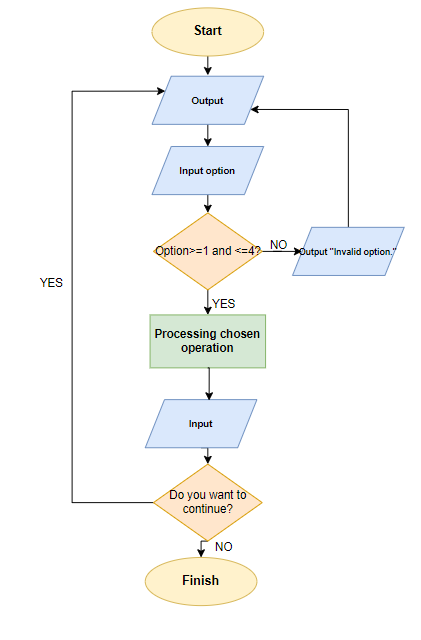 Start
Output
Input option
Option>=1 and <=4?
NO
Output "Invalid option."
YES
YES
Processing chosen
operation
Input
Do you want to
continue?
NO
Finish